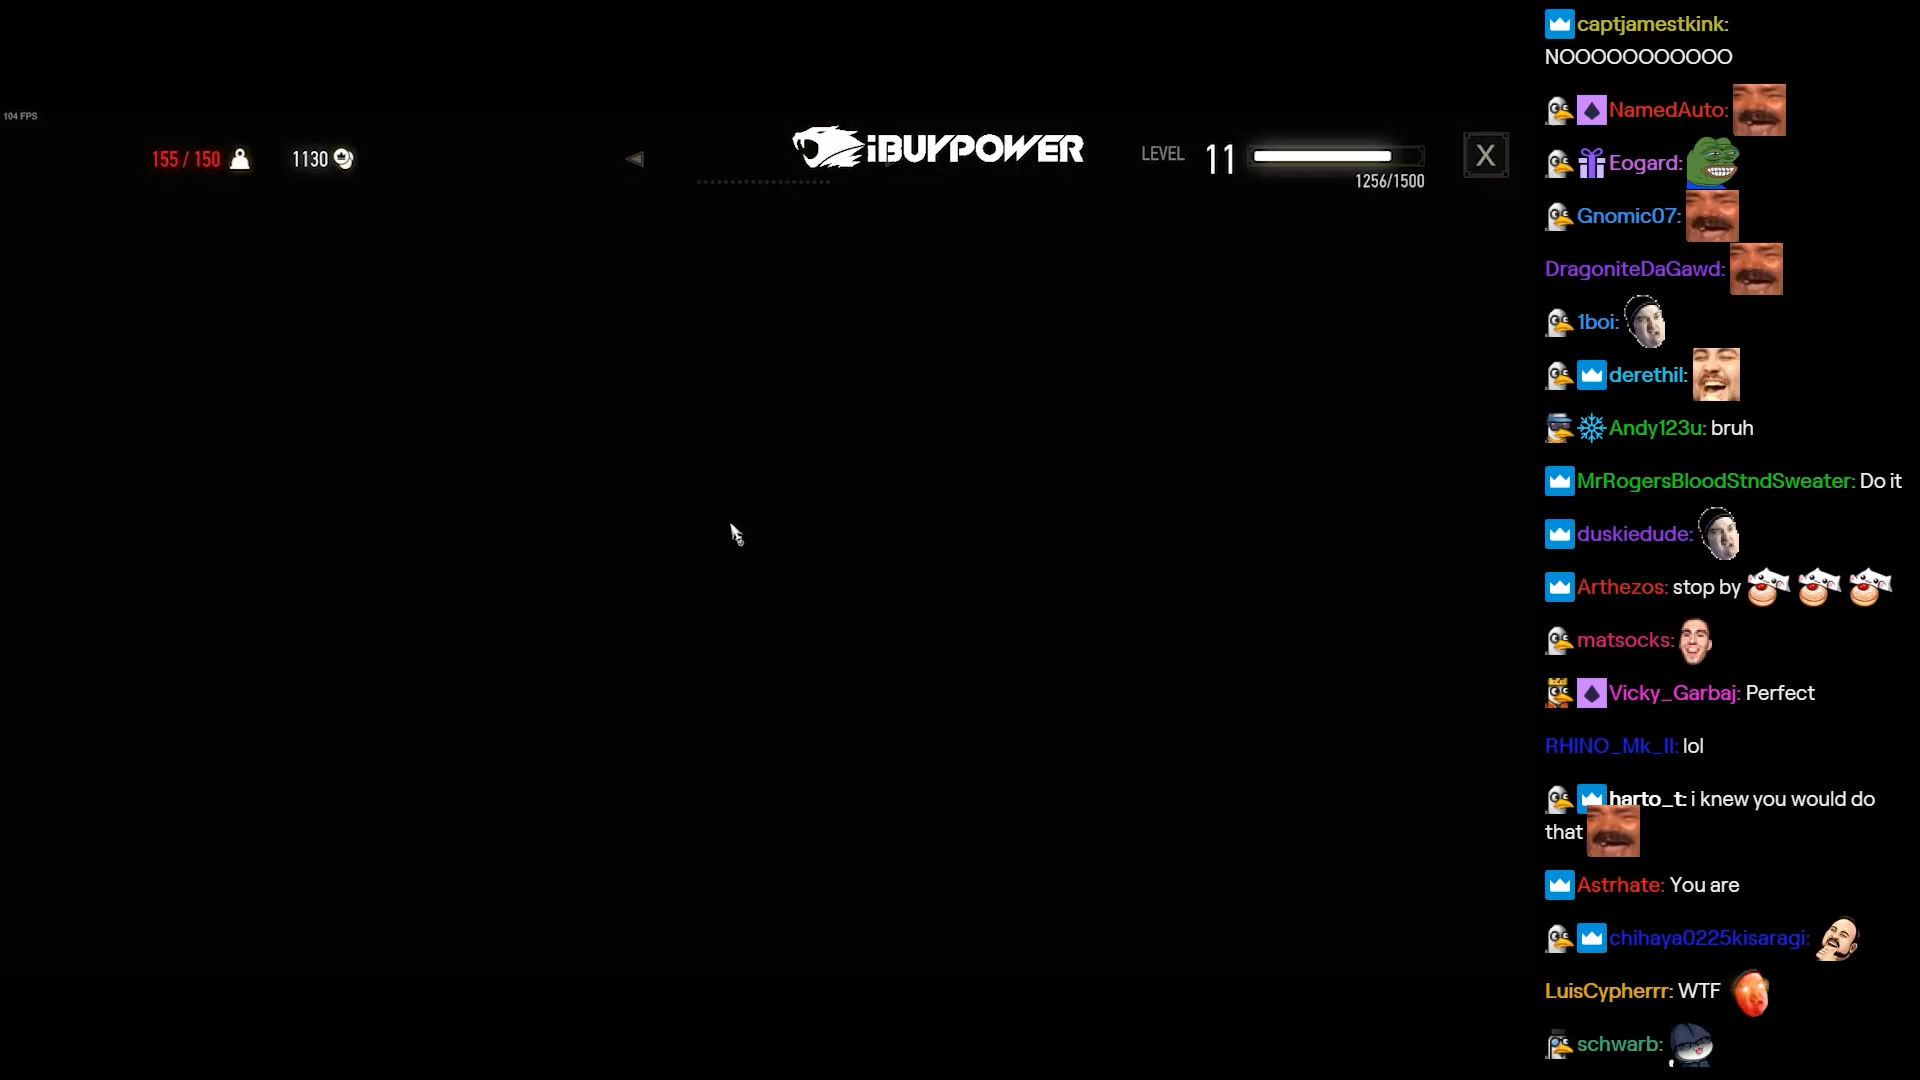 104 FPS
155 / 150
1130
iBUYPOWER
LEVEL 11
1256/1500
X
captjamestkink:
NOOOOOOOOOOO
NamedAuto:
Eogard:
Gnomic07:
DragoniteDaGawd:
1boi:
derethil:
Andy123u: bruh
MrRogersBloodStndSweater: Do it
duskiedude:
Arthezos: stop by
matsocks:
Vicky_Garbaj: Perfect
RHINO_Mk_II: lol
harto_t: i knew you would do
that
Astrhate: You are
chihaya0225kisaragi:
LuisCypherrr: WTF
schwarb: